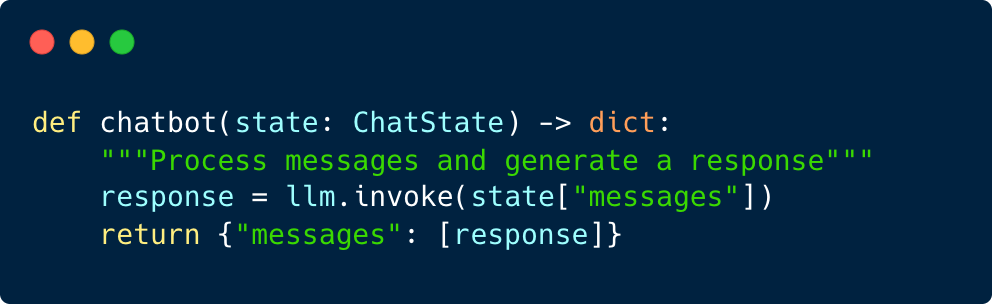 def chatbot(state: ChatState) -> dict:
    """Process messages and generate a response"""
    response = llm.invoke(state["messages"])
    return {"messages": [response]}